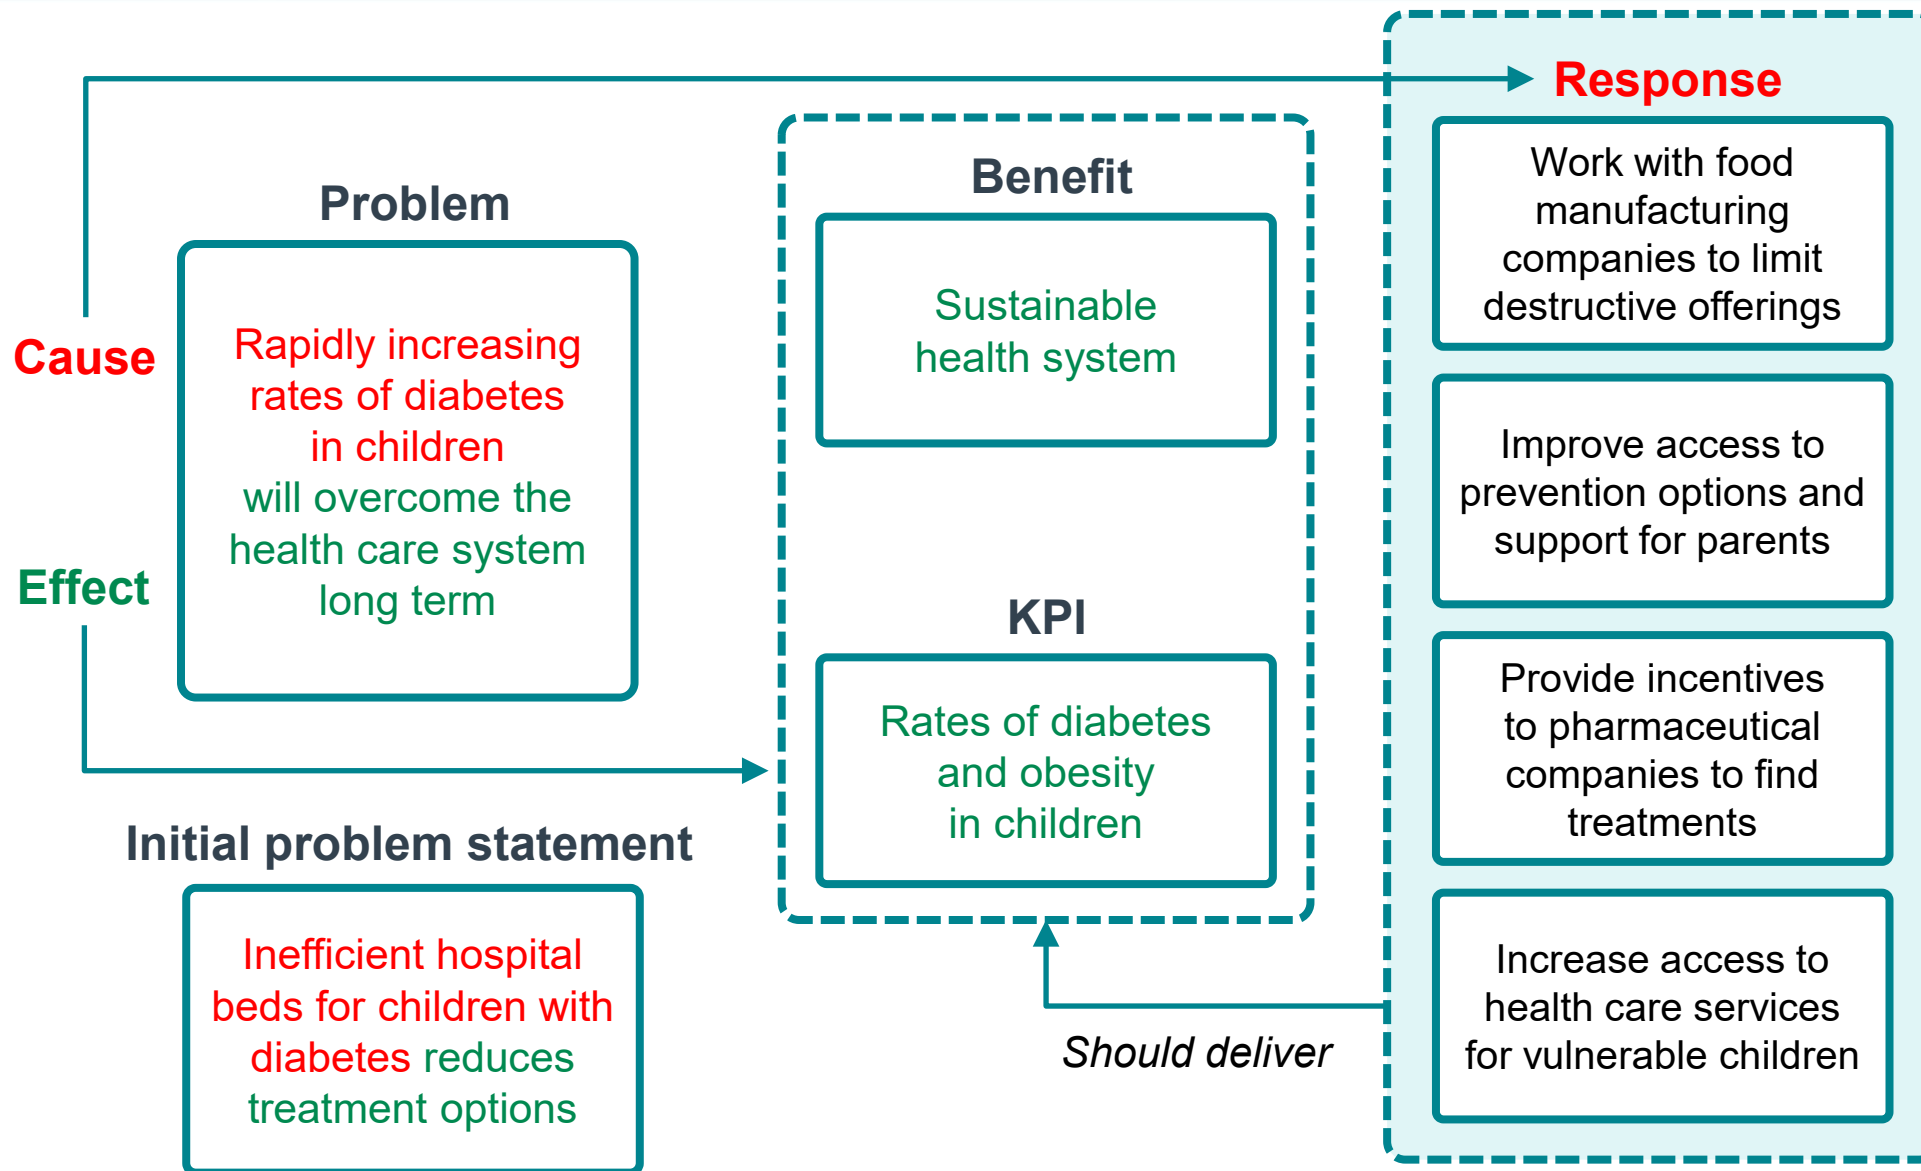 Cause
Effect
Problem
Rapidly increasing
rates of diabetes
in children
will overcome the
health care system
long term
Initial problem statement
Inefficient hospital
beds for children with
diabetes reduces
treatment options
Benefit
Sustainable
health system
KPI
Rates of diabetes
and obesity
in children
Should deliver
Response
Work with food
manufacturing
companies to limit
destructive offerings
Improve access to
prevention options and
support for parents
Provide incentives
to pharmaceutical
companies to find
treatments
Increase access to
health care services
for vulnerable children